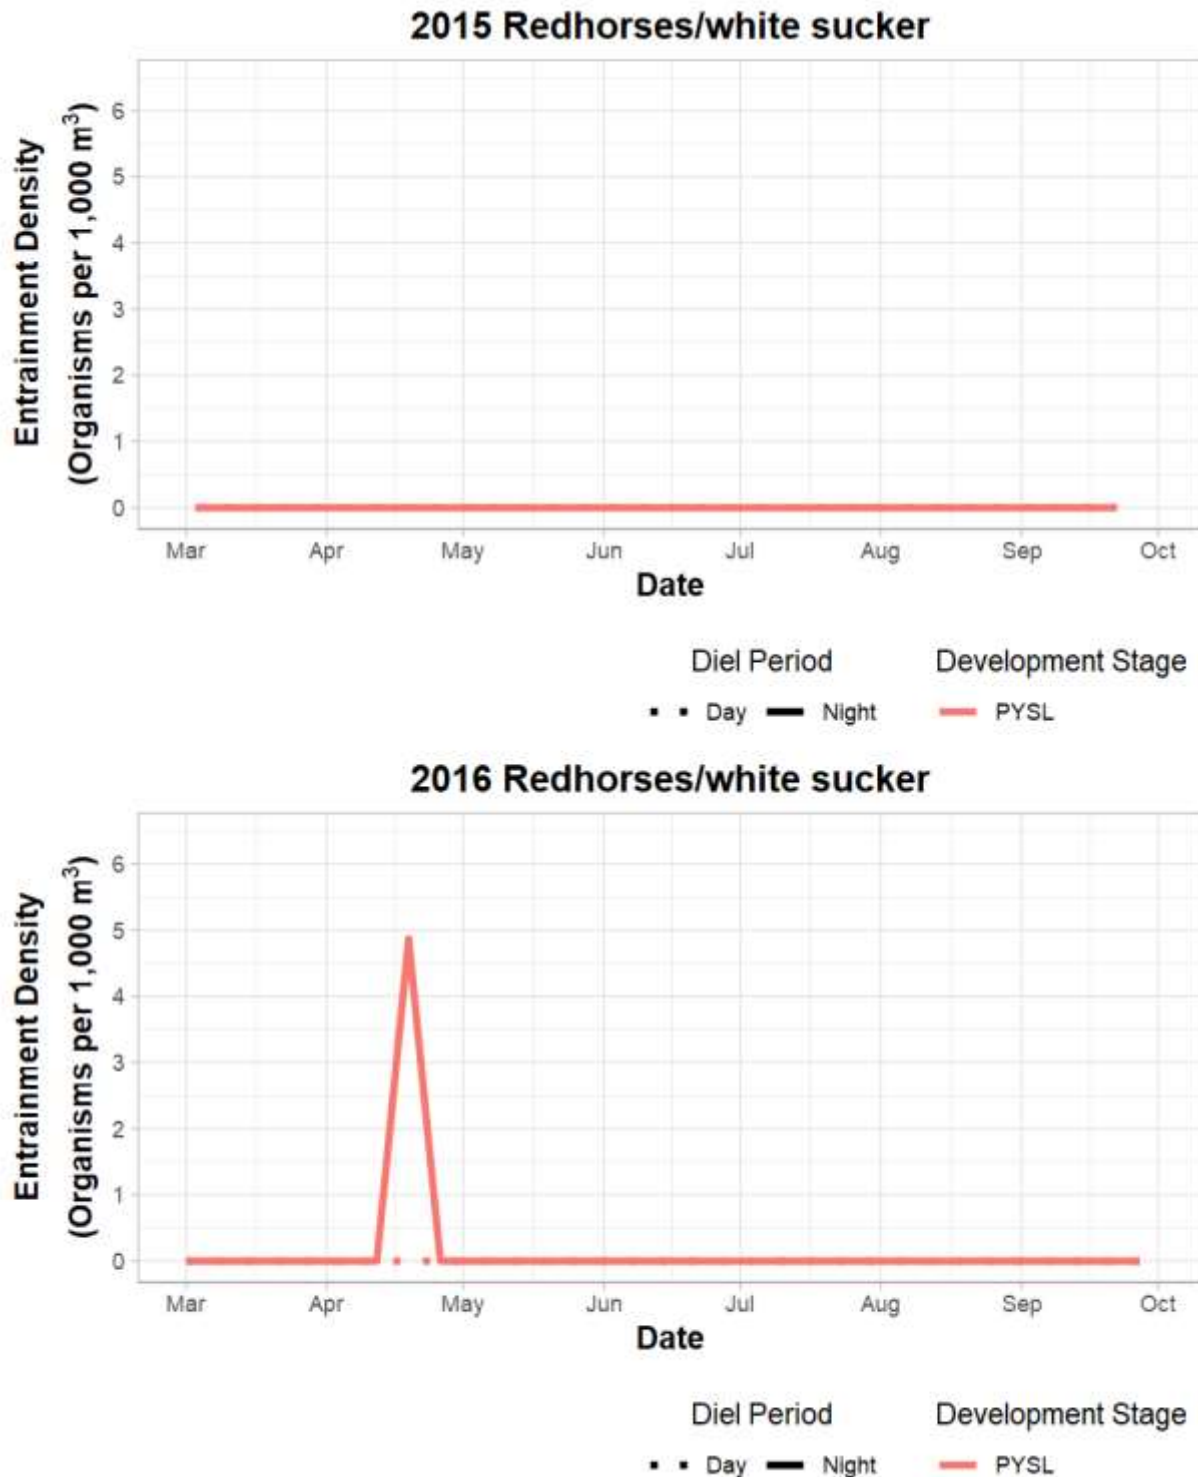 2015 Redhorses/white sucker
Entrainment Density
(Organisms per 1,000 m³)
6
5
4
3
2
1
0
Mar Apr May Jun Jul Aug Sep Oct
Date
Diel Period Development Stage
Day Night PYSL
2016 Redhorses/white sucker
Entrainment Density
(Organisms per 1,000 m³)
6
5
4
3
2
1
0
Mar Apr May Jun Jul Aug Sep Oct
Date
Diel Period Development Stage
Day Night PYSL